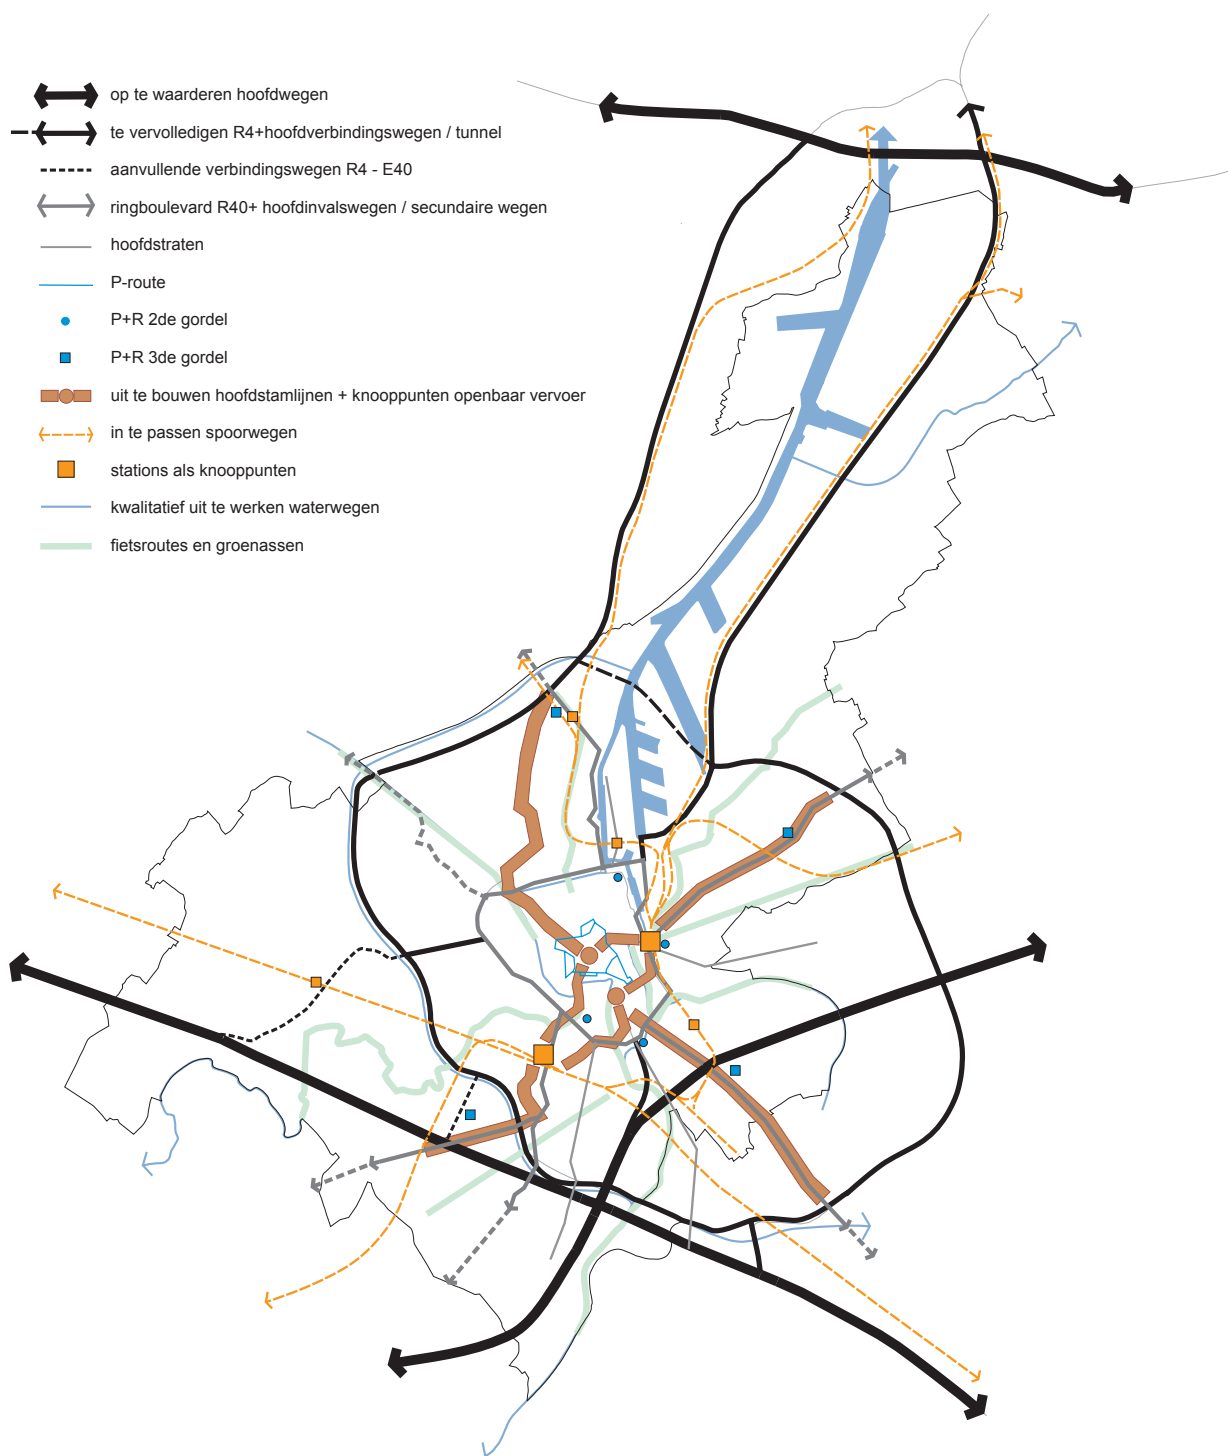 op te waarderen hoofdwegen
te vervolledigen R4+hoofdverbindingswegen / tunnel
aanvullende verbindingswegen R4 - E40
ringboulevard R40+ hoofdinvalswegen / secundaire wegen
hoofdstraten
P-route
P+R 2de gordel
P+R 3de gordel
uit te bouwen hoofdstamlijnen + knooppunten openbaar vervoer
in te passen spoorwegen
stations als knooppunten
kwalitatief uit te werken waterwegen
fietsroutes en groenassen